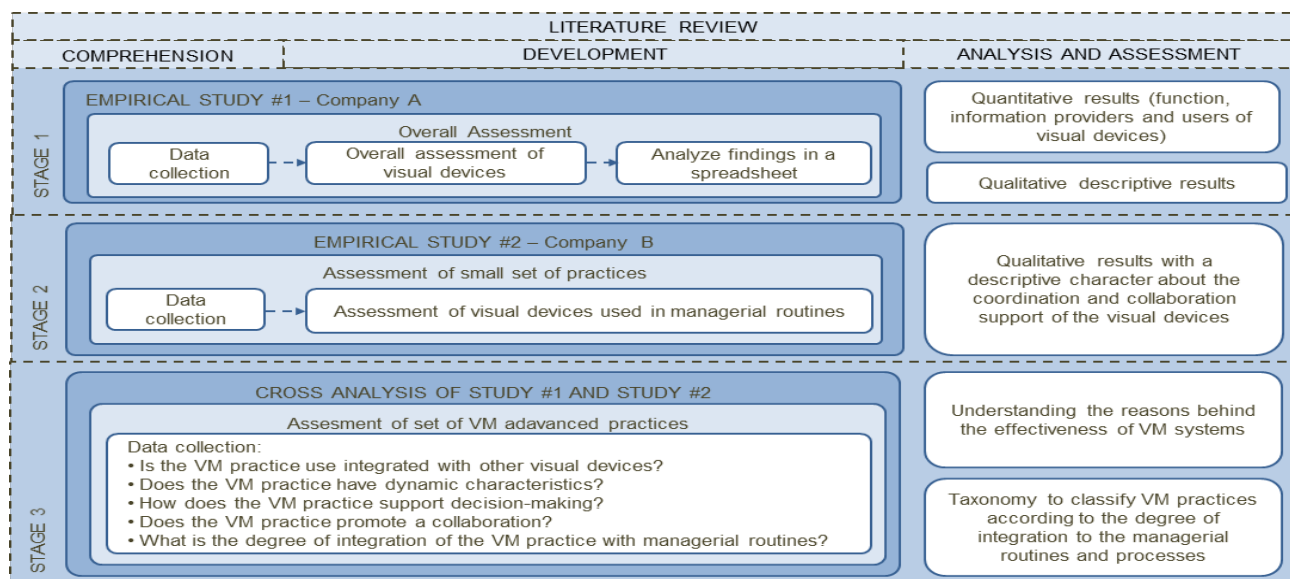 LITERATURE REVIEW
COMPREHENSION
DEVELOPMENT
ANALYSIS AND ASSESSMENT
STAGE 1
EMPIRICAL STUDY #1 – Company A
Overall Assessment
Data
collection
Overall assessment of
visual devices
Analyze findings in a
spreadsheet
Quantitative results (function,
information providers and users of
visual devices)
Qualitative descriptive results
STAGE 2
EMPIRICAL STUDY #2 – Company B
Assessment of small set of practices
Data
collection
Assessment of visual devices used in managerial routines
Qualitative results with a
descriptive character about the
coordination and collaboration
support of the visual devices
STAGE 3
CROSS ANALYSIS OF STUDY #1 AND STUDY #2
Assesment of set of VM adavanced practices
Data collection:
• Is the VM practice use integrated with other visual devices?
• Does the VM practice have dynamic characteristics?
• How does the VM practice support decision-making?
• Does the VM practice promote a collaboration?
• What is the degree of integration of the VM practice with managerial routines?
Understanding the reasons behind
the effectiveness of VM systems
Taxonomy to classify VM practices
according to the degree of
integration to the managerial
routines and processes